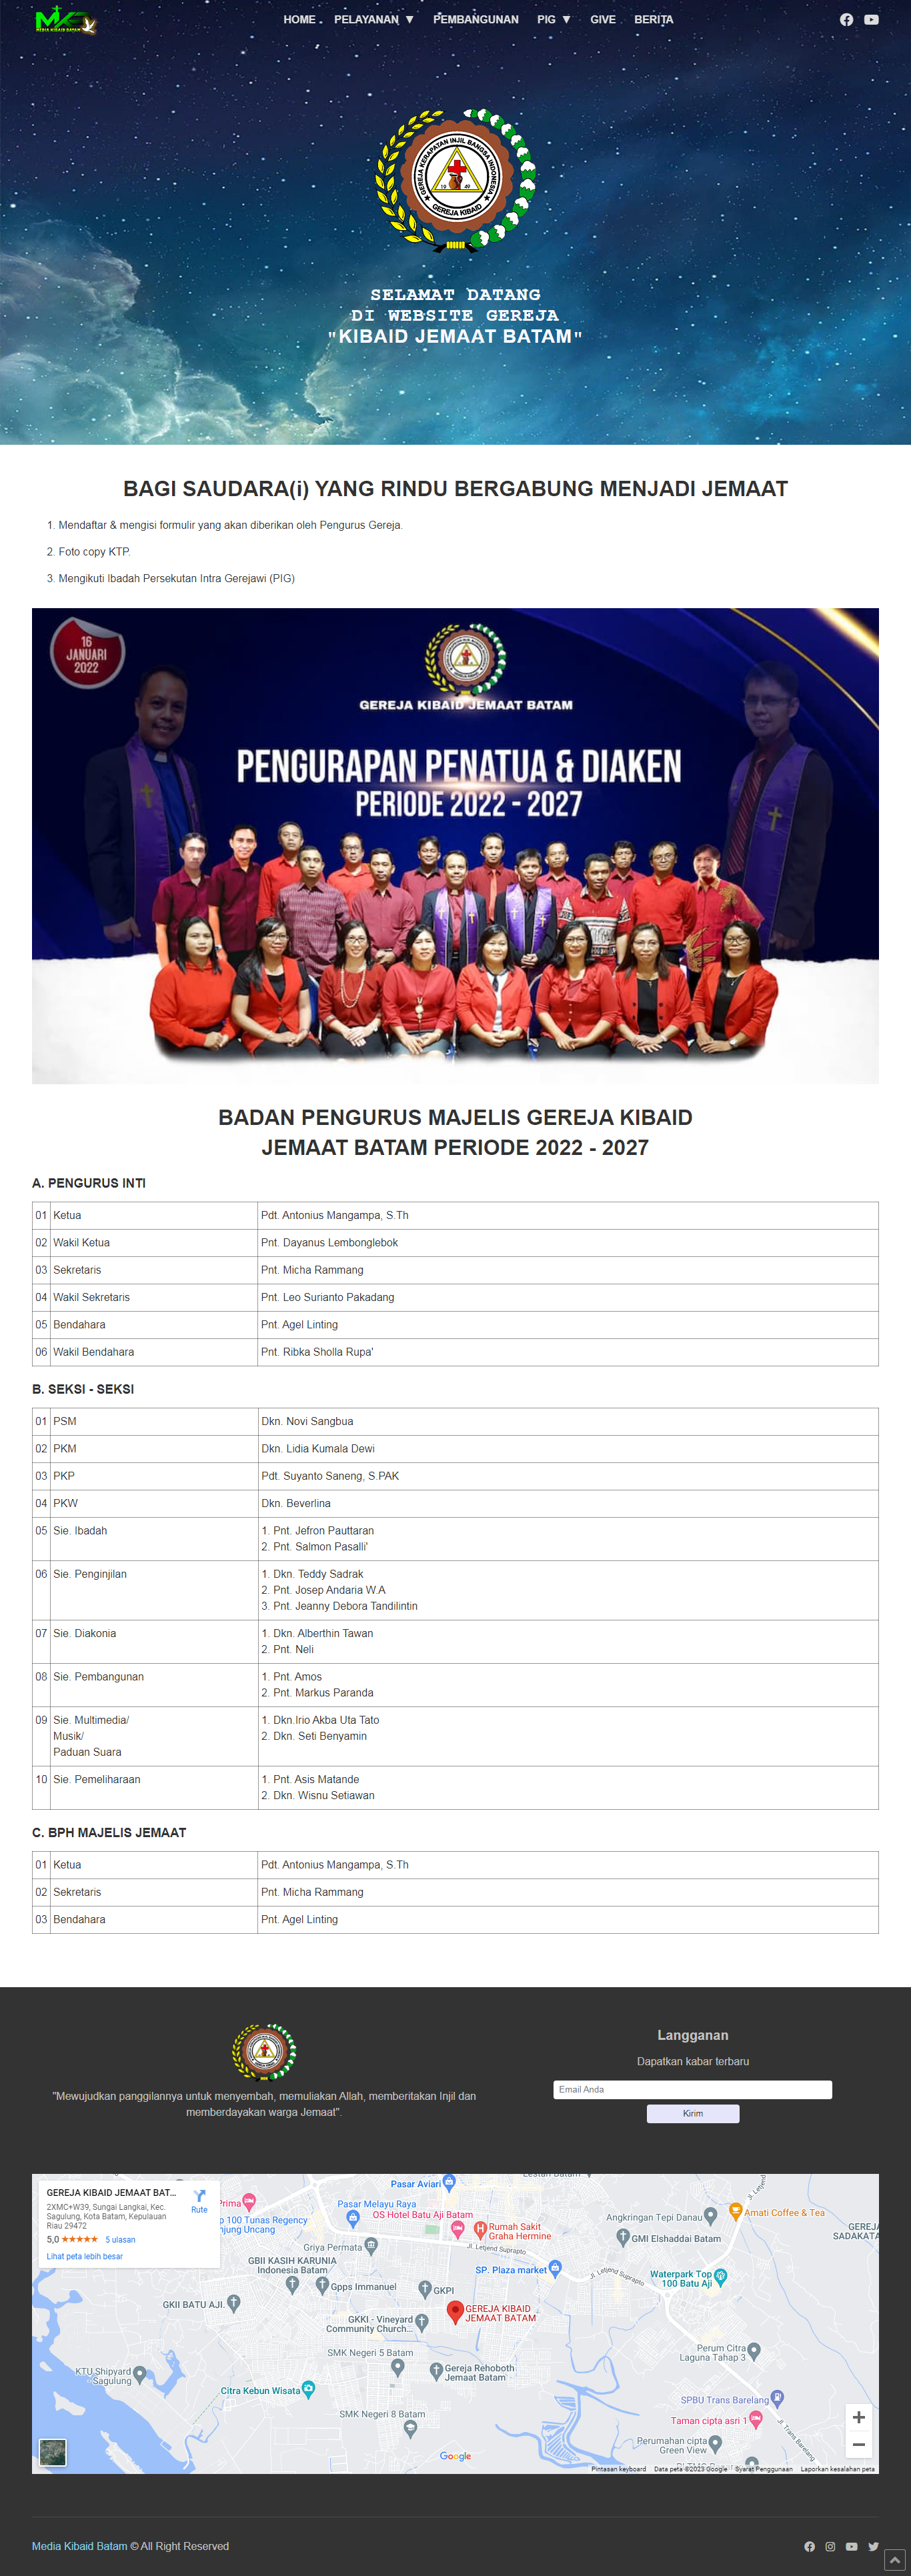 MEDIA KIBAID BATAM
HOME PELAYANAN ▼ PEMBANGUNAN PIG ▼ GIVE BERITA
GEREJA KERAPATAN INJIL BANGSA INDONESIA
19 49
GEREJA KIBAID
SELAMAT DATANG
DI WEBSITE GEREJA
"KIBAID JEMAAT BATAM"
BAGI SAUDARA(i) YANG RINDU BERGABUNG MENJADI JEMAAT
1. Mendaftar & mengisi formulir yang akan diberikan oleh Pengurus Gereja.
2. Foto copy KTP.
3. Mengikuti Ibadah Persekutan Intra Gerejawi (PIG)
16
JANUARI
2022
GEREJA KIBAID JEMAAT BATAM
PENGURAPAN PENATUA & DIAKEN
PERIODE 2022 - 2027
BADAN PENGURUS MAJELIS GEREJA KIBAID
JEMAAT BATAM PERIODE 2022 - 2027
A. PENGURUS INTI
01 Ketua Pdt. Antonius Mangampa, S.Th
02 Wakil Ketua Pnt. Dayanus Lembonglebok
03 Sekretaris Pnt. Micha Rammang
04 Wakil Sekretaris Pnt. Leo Surianto Pakadang
05 Bendahara Pnt. Agel Linting
06 Wakil Bendahara Pnt. Ribka Sholla Rupa'
B. SEKSI - SEKSI
01 PSM Dkn. Novi Sangbua
02 PKM Dkn. Lidia Kumala Dewi
03 PKP Pdt. Suyanto Saneng, S.PAK
04 PKW Dkn. Beverlina
05 Sie. Ibadah 1. Pnt. Jefron Pauttaran
2. Pnt. Salmon Pasalli'
06 Sie. Penginjilan 1. Dkn. Teddy Sadrak
2. Pnt. Josep Andaria W.A
3. Pnt. Jeanny Debora Tandilintin
07 Sie. Diakonia 1. Dkn. Alberthin Tawan
2. Pnt. Neli
08 Sie. Pembangunan 1. Pnt. Amos
2. Pnt. Markus Paranda
09 Sie. Multimedia/ 1. Dkn.Irio Akba Uta Tato
Musik/ 2. Dkn. Seti Benyamin
Paduan Suara
10 Sie. Pemeliharaan 1. Pnt. Asis Matande
2. Dkn. Wisnu Setiawan
C. BPH MAJELIS JEMAAT
01 Ketua Pdt. Antonius Mangampa, S.Th
02 Sekretaris Pnt. Micha Rammang
03 Bendahara Pnt. Agel Linting
"Mewujudkan panggilannya untuk menyembah, memuliakan Allah, memberitakan Injil dan
memberdayakan warga Jemaat".
Langganan
Dapatkan kabar terbaru
Email Anda
Kirim
GEREJA KIBAID JEMAAT BAT...
2XMC+W39, Sungai Langkai, Kec.
Sagulung, Kota Batam, Kepulauan
Riau 29472
5,0 ★★★★★ 5 ulasan
Lihat peta lebih besar
Rute
Pasar Aviari
Prima
Pasar Melayu Raya
OS Hotel Batu Aji Batam
p 100 Tunas Regency
njung Uncang
Rumah Sakit
Graha Hermine
Angkringan Tepi Danau
Amati Coffee & Tea
GMI Elshaddai Batam
GEREJA
SADAKATA
Griya Permata
Jl. Letjend Suprapto
GBII KASIH KARUNIA
Indonesia Batam
SP. Plaza market
Jl. Letjend Suprapto
Waterpark Top
100 Batu Aji
Gpps Immanuel
GKPI
GKII BATU AJI.
GEREJA KIBAID
JEMAAT BATAM
GKKI - Vineyard
Community Church...
SMK Negeri 5 Batam
Gereja Rehoboth
Jemaat Batam
Perum Citra
Laguna Tahap 3
KTU Shipyard
Sagulung
Citra Kebun Wisata
SPBU Trans Barelang
SMK Negeri 8 Batam
Taman cipta asri 1
Jl. Trans Barelang
Perumahan cipta
Green View
Google
Pintasan keyboard Data peta ©2023 Google Syarat Penggunaan Laporkan kesalahan peta
Media Kibaid Batam © All Right Reserved